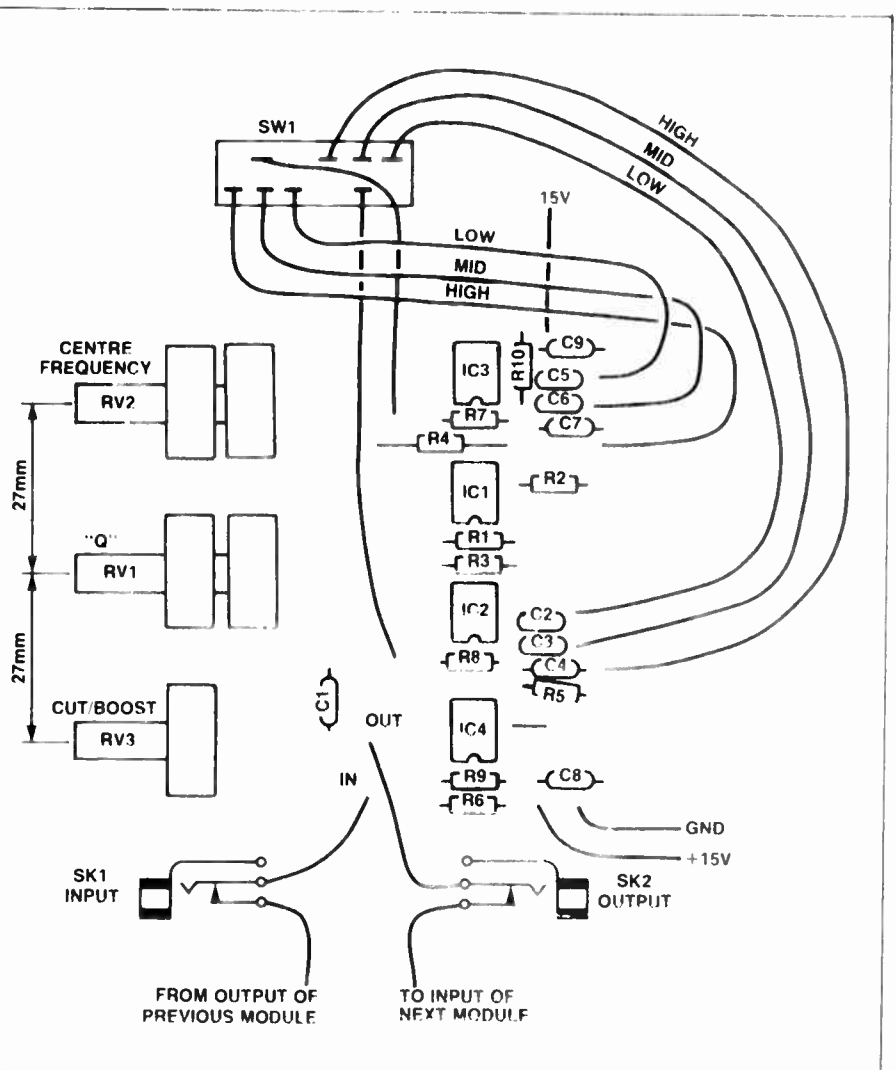 SW1
HIGH
MID
LOW
15V
LOW
MID
HIGH
CENTRE
FREQUENCY
RV2
IC3
R10
C9
C5
C6
C7
R7
R4
27mm
IC1
R2
"Q"
RV1
R1
R3
IC2
C2
C3
C4
R8
R5
27mm
CUT/BOOST
RV3
C1
OUT
IC4
IN
R9
C8
R6
GND
+15V
SK1
INPUT
SK2
OUTPUT
FROM OUTPUT OF
PREVIOUS MODULE
TO INPUT OF
NEXT MODULE